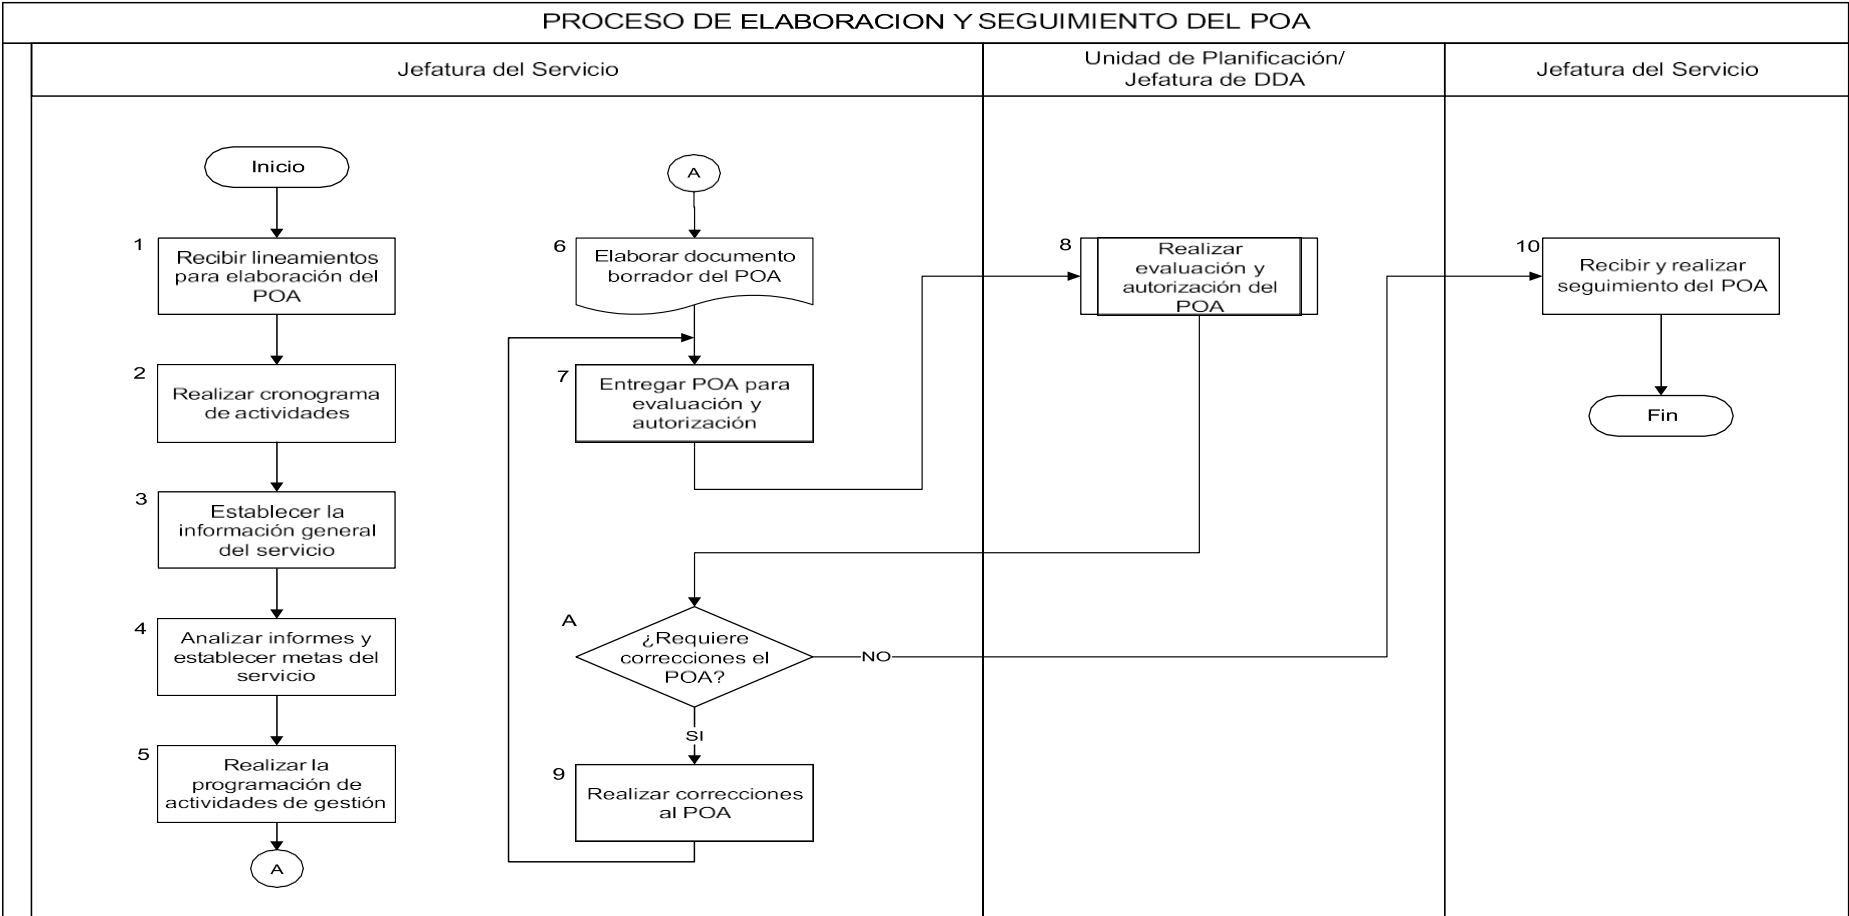 PROCESO DE ELABORACION Y SEGUIMIENTO DEL POA
Jefatura del Servicio
Unidad de Planificación/
Jefatura de DDA
Jefatura del Servicio
Inicio
1
Recibir lineamientos
para elaboración del
POA
2
Realizar cronograma
de actividades
3
Establecer la
información general
del servicio
4
Analizar informes y
establecer metas del
servicio
5
Realizar la
programación de
actividades de gestión
A
A
6
Elaborar documento
borrador del POA
7
Entregar POA para
evaluación y
autorización
8
Realizar
evaluación y
autorización del
POA
A
¿Requiere
correcciones el
POA?
NO
SI
9
Realizar correcciones
al POA
10
Recibir y realizar
seguimiento del POA
Fin